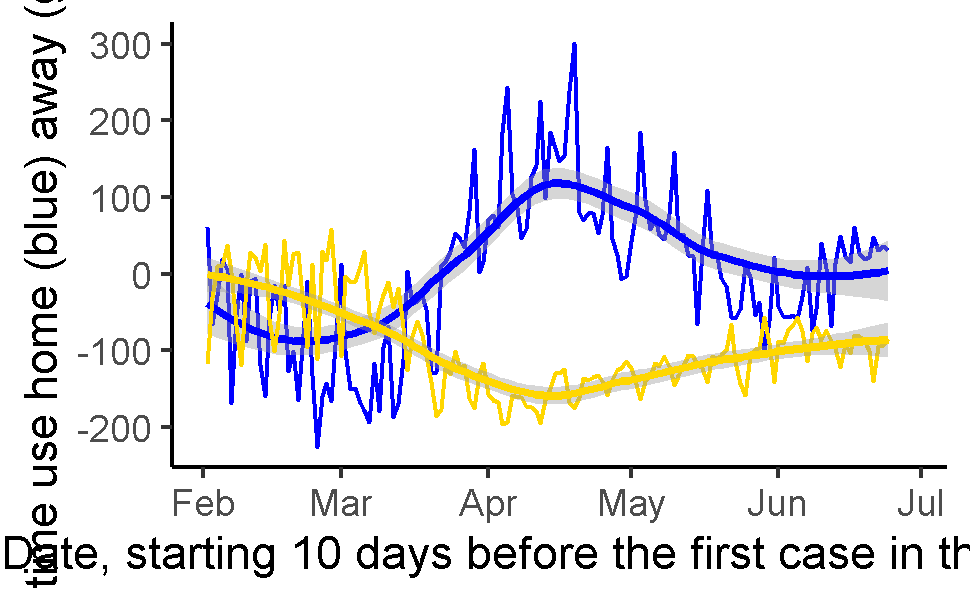 time use home (blue) away (
300
200
100
0
-100
-200
Feb Mar Apr May Jun Jul
Date, starting 10 days before the first case in th